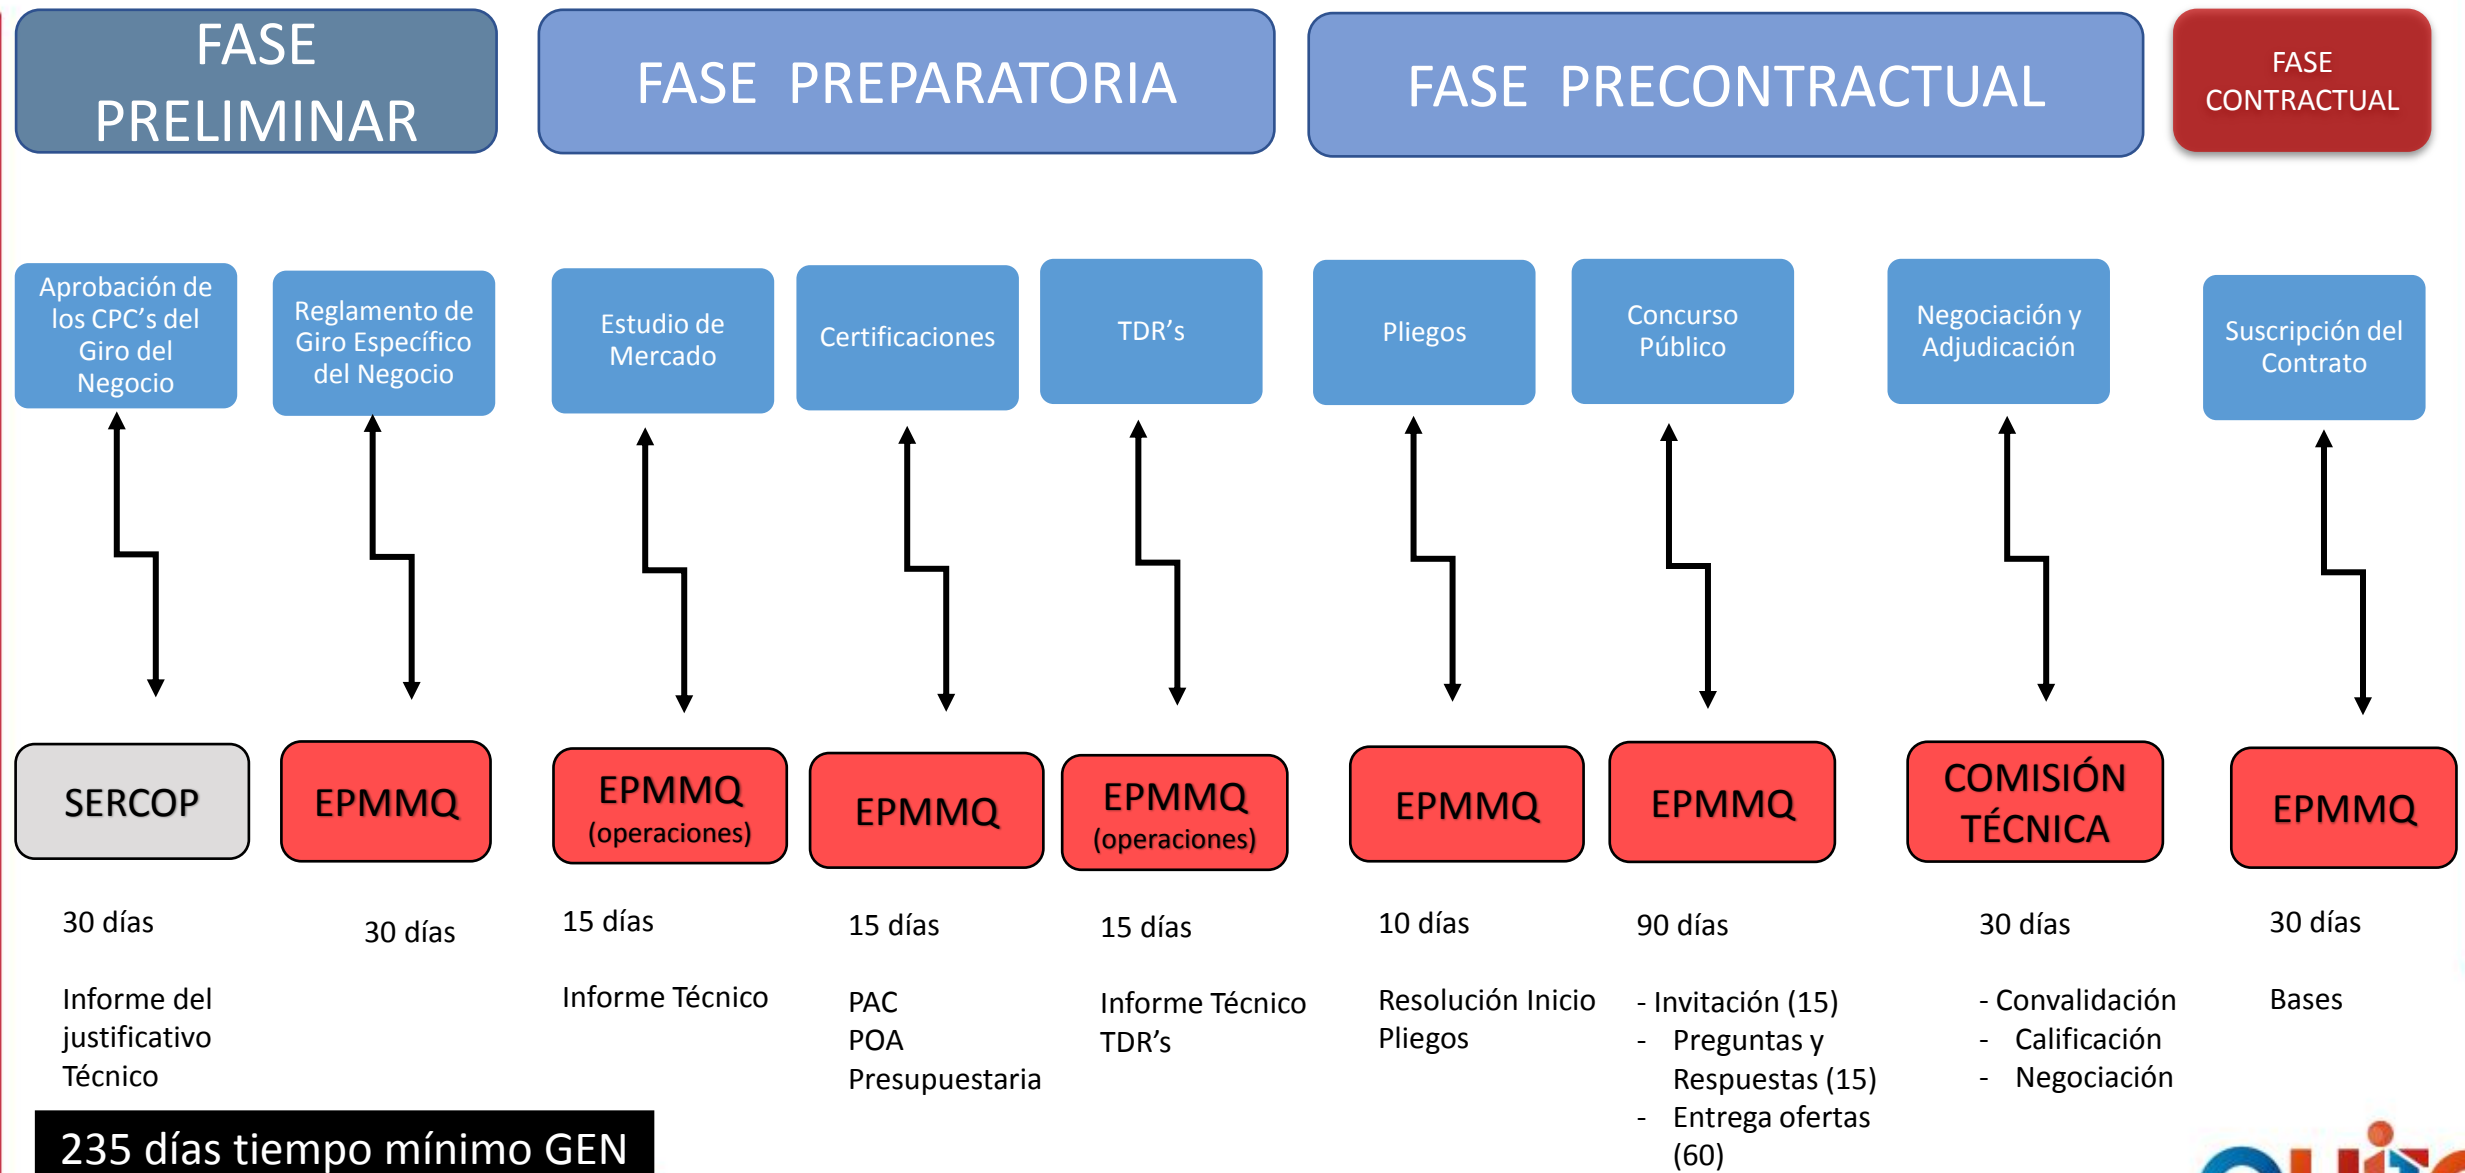 FASE
PRELIMINAR
FASE PREPARATORIA
FASE PRECONTRACTUAL
FASE
CONTRACTUAL
Aprobación de
los CPC's del
Giro del
Negocio
Reglamento de
Giro Específico
del Negocio
Estudio de
Mercado
Certificaciones
TDR's
Pliegos
Concurso
Público
Negociación y
Adjudicación
Suscripción del
Contrato
SERCOP
EPMMQ
EPMMQ
(operaciones)
EPMMQ
EPMMQ
(operaciones)
EPMMQ
EPMMQ
COMISIÓN
TÉCNICA
EPMMQ
30 días
Informe del
justificativo
Técnico
30 días
15 días
Informe Técnico
15 días
PAC
POA
Presupuestaria
15 días
Informe Técnico
TDR's
10 días
Resolución Inicio
Pliegos
90 días
- Invitación (15)
- Preguntas y
Respuestas (15)
- Entrega ofertas
(60)
30 días
- Convalidación
- Calificación
- Negociación
30 días
Bases
235 días tiempo mínimo GEN